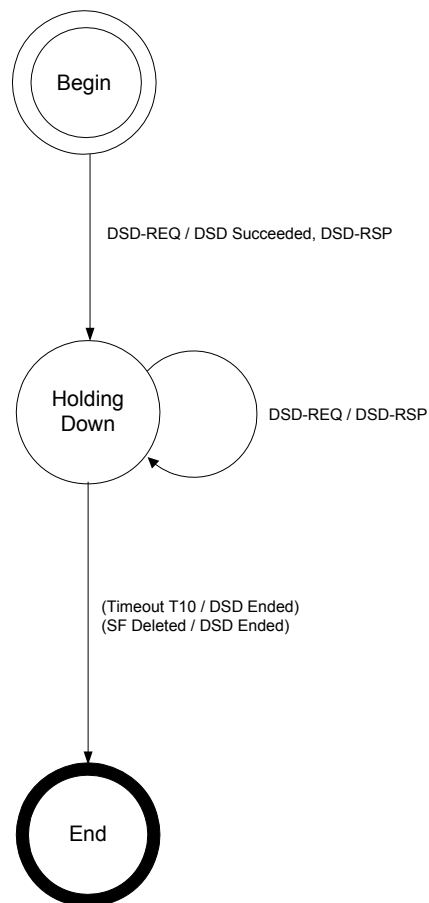 Begin
DSD-REQ / DSD Succeeded, DSD-RSP
Holding
Down
DSD-REQ / DSD-RSP
(Timeout T10 / DSD Ended)
(SF Deleted / DSD Ended)
End